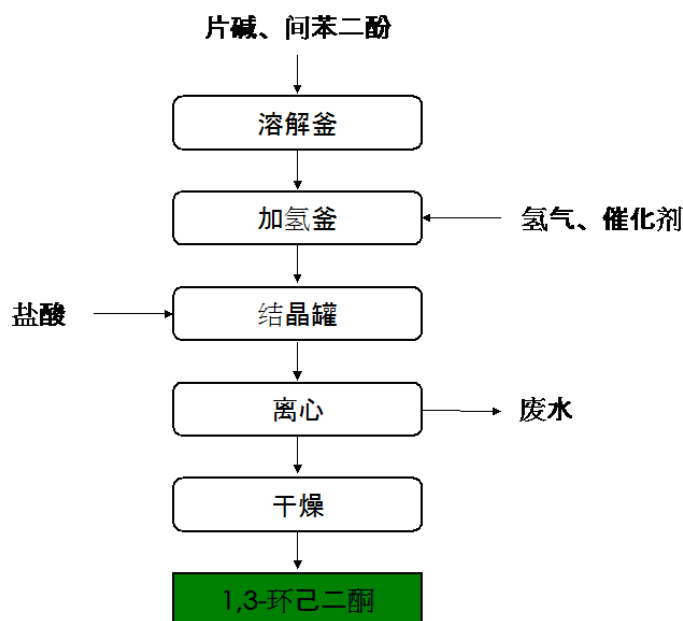 片碱、间苯二酚
溶解釜
加氢釜
氢气、催化剂
盐酸
结晶罐
离心
废水
干燥
1,3-环己二酮